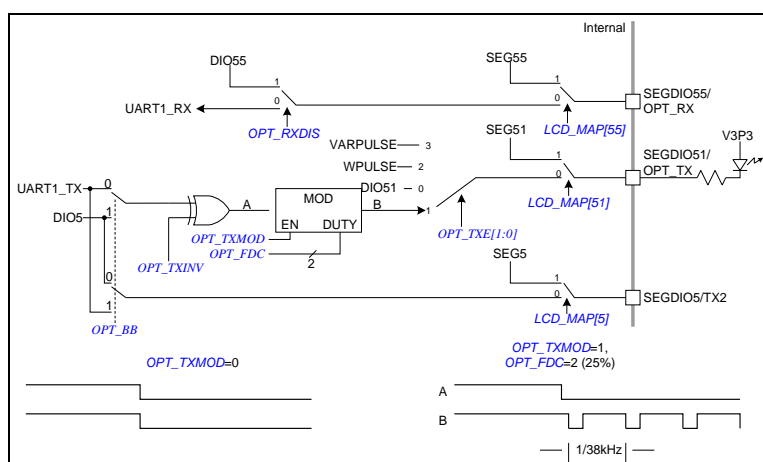 Internal
DIO55
SEG55
1
1
UART1_RX
0
0
SEGDIO55/
OPT_RX
OPT_RXDIS
LCD_MAP[55]
VARPULSE
3
SEG51
V3P3
WPULSE
2
1
SEGDIO51/
OPT_TX
UART1_TX
0
DIO51
0
0
A
MOD
B
1
LCD_MAP[51]
DIO5
1
EN
DUTY
OPT_TXMOD
OPT_TXE[1:0]
OPT_FDC
2
OPT_TXINV
SEG5
0
1
SEGDIO5/TX2
0
1
LCD_MAP[5]
OPT_BB
OPT_TXMOD=0
OPT_TXMOD=1,
OPT_FDC=2 (25%)
A
B
1/38kHz